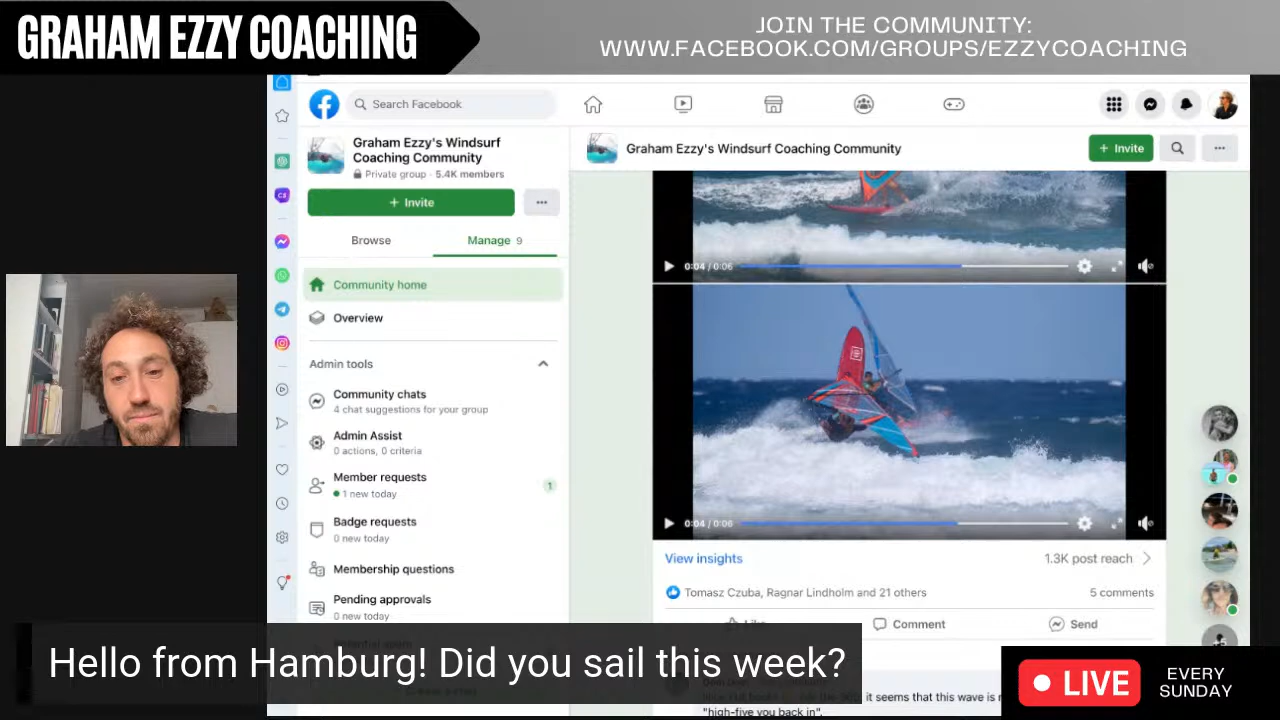 GRAHAM EZZY COACHING
JOIN THE COMMUNITY:
WWW.FACEBOOK.COM/GROUPS/EZZYCOACHING
Search Facebook
Graham Ezzy's Windsurf
Coaching Community
Private group · 5.4K members
+ Invite
Browse
Manage 9
Community home
Overview
Admin tools
Community chats
4 chat suggestions for your group
Admin Assist
0 actions, 0 criteria
Member requests
1 new today
1
Badge requests
0 new today
Membership questions
Pending approvals
0 new today
Graham Ezzy's Windsurf Coaching Community
+ Invite
0:04 / 0:06
0:04 / 0:06
View insights
1.3K post reach
Tomasz Czuba, Ragnar Lindholm and 21 others
5 comments
Like
Comment
Send
it seems that this wave is
"high-five you back in".
Hello from Hamburg! Did you sail this week?
LIVE
EVERY
SUNDAY